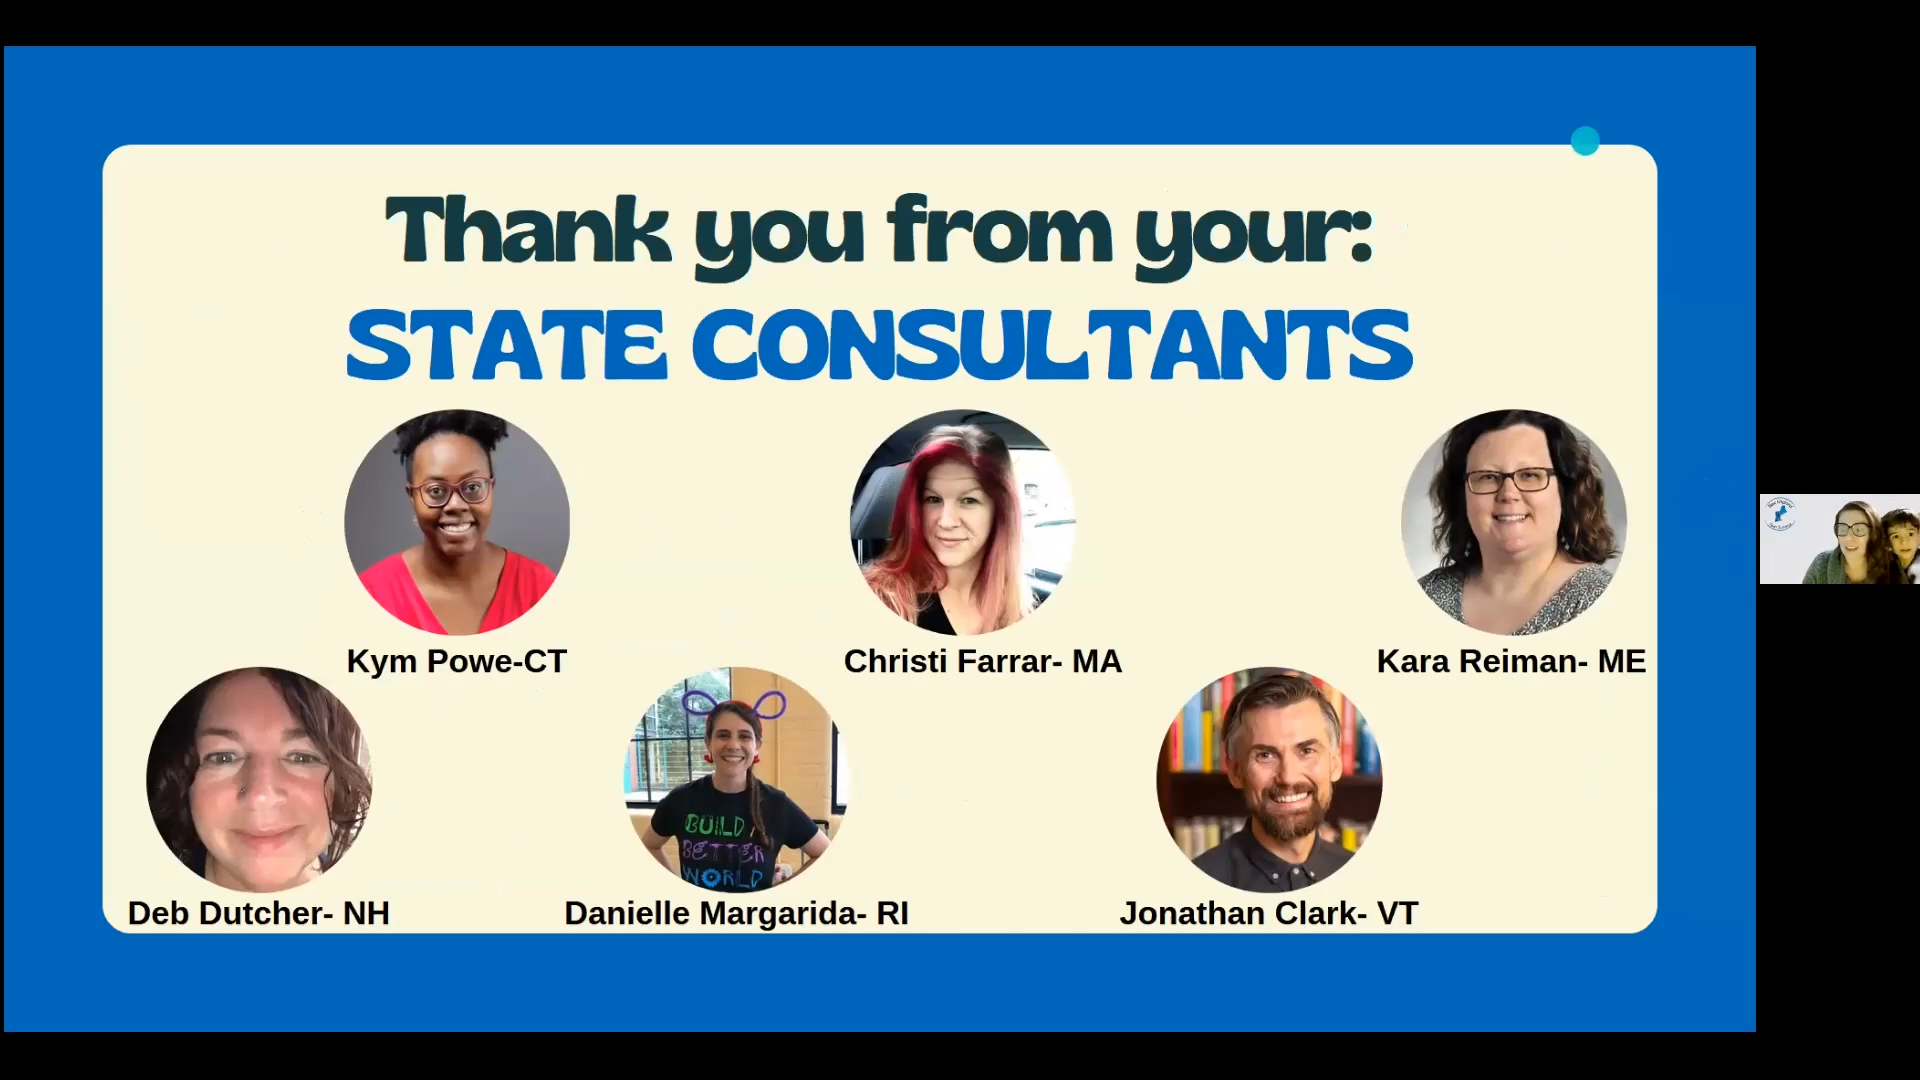 Thank you from your:
STATE CONSULTANTS
Kym Powe-CT
Christi Farrar- MA
Kara Reiman- ME
BUILD A
BETTER
WORLD
Deb Dutcher- NH
Danielle Margarida- RI
Jonathan Clark- VT